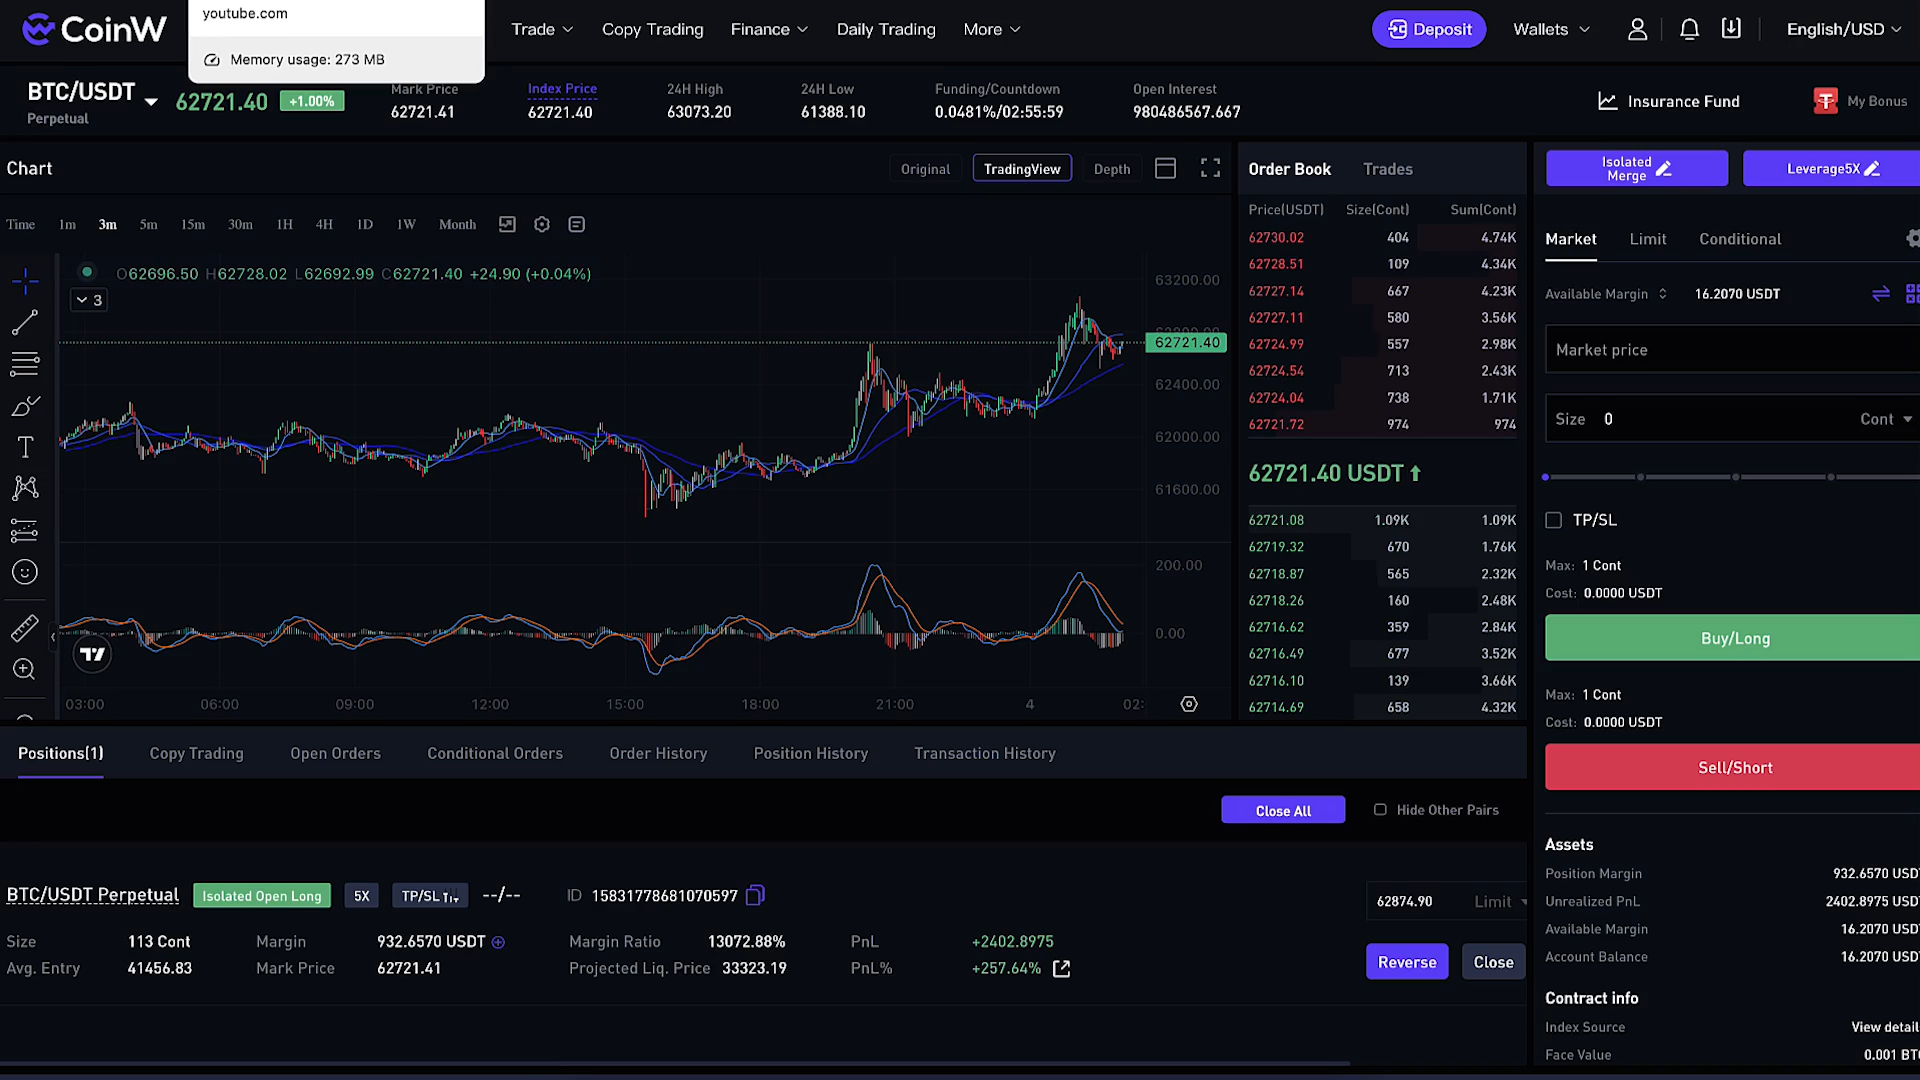 youtube.com
Memory usage: 273 MB
CoinW
Trade
Copy Trading
Finance
Daily Trading
More
Deposit
Wallets
English/USD
BTC/USDT
Perpetual
62721.40
+1.00%
Mark Price
62721.41
Index Price
62721.40
24H High
63073.20
24H Low
61388.10
Funding/Countdown
0.0481%/02:55:59
Open Interest
980486567.667
Insurance Fund
My Bonus
Chart
Original
TradingView
Depth
Time 1m 3m 5m 15m 30m 1H 4H 1D 1W Month
O62696.50 H62728.02 L62692.99 C62721.40 +24.90 (+0.04%)
3
63200.00
62721.40
62400.00
62000.00
61600.00
200.00
0.00
03:00 06:00 09:00 12:00 15:00 18:00 21:00 4 02:
Order Book
Trades
Price(USDT) Size(Cont) Sum(Cont)
62730.02 404 4.74K
62728.51 109 4.34K
62727.14 667 4.23K
62727.11 580 3.56K
62724.99 557 2.98K
62724.54 713 2.43K
62724.04 738 1.71K
62721.72 974 974
62721.40 USDT
62721.08 1.09K 1.09K
62719.32 670 1.76K
62718.87 565 2.32K
62718.26 160 2.48K
62716.62 359 2.84K
62716.49 677 3.52K
62716.10 139 3.66K
62714.69 658 4.32K
Isolated
Merge
Leverage5X
Market
Limit
Conditional
Available Margin 16.2070 USDT
Market price
Size 0 Cont
TP/SL
Max: 1 Cont
Cost: 0.0000 USDT
Buy/Long
Max: 1 Cont
Cost: 0.0000 USDT
Sell/Short
Assets
Position Margin 932.6570 USDT
Unrealized PnL 2402.8975 USDT
Available Margin 16.2070 USDT
Account Balance 16.2070 USDT
Contract info
Index Source View detail
Face Value 0.001 BTC
Positions(1)
Copy Trading
Open Orders
Conditional Orders
Order History
Position History
Transaction History
Close All
Hide Other Pairs
BTC/USDT Perpetual
Isolated Open Long
5X
TP/SL
--/--
ID 15831778681070597
62874.90 Limit
Size 113 Cont
Margin 932.6570 USDT
Margin Ratio 13072.88%
PnL +2402.8975
Avg. Entry 41456.83
Mark Price 62721.41
Projected Liq. Price 33323.19
PnL% +257.64%
Reverse
Close